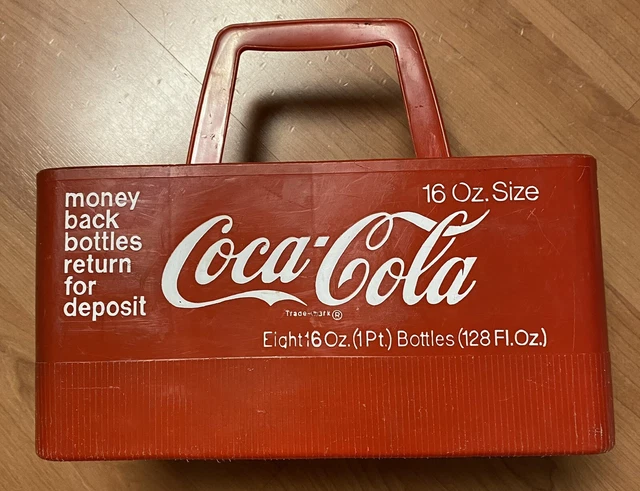 money
back
bottles
return
for
deposit
16 Oz. Size
Coca-Cola
Trade-mark ®
Eight 16 Oz. (1 Pt.) Bottles (128 Fl. Oz.)